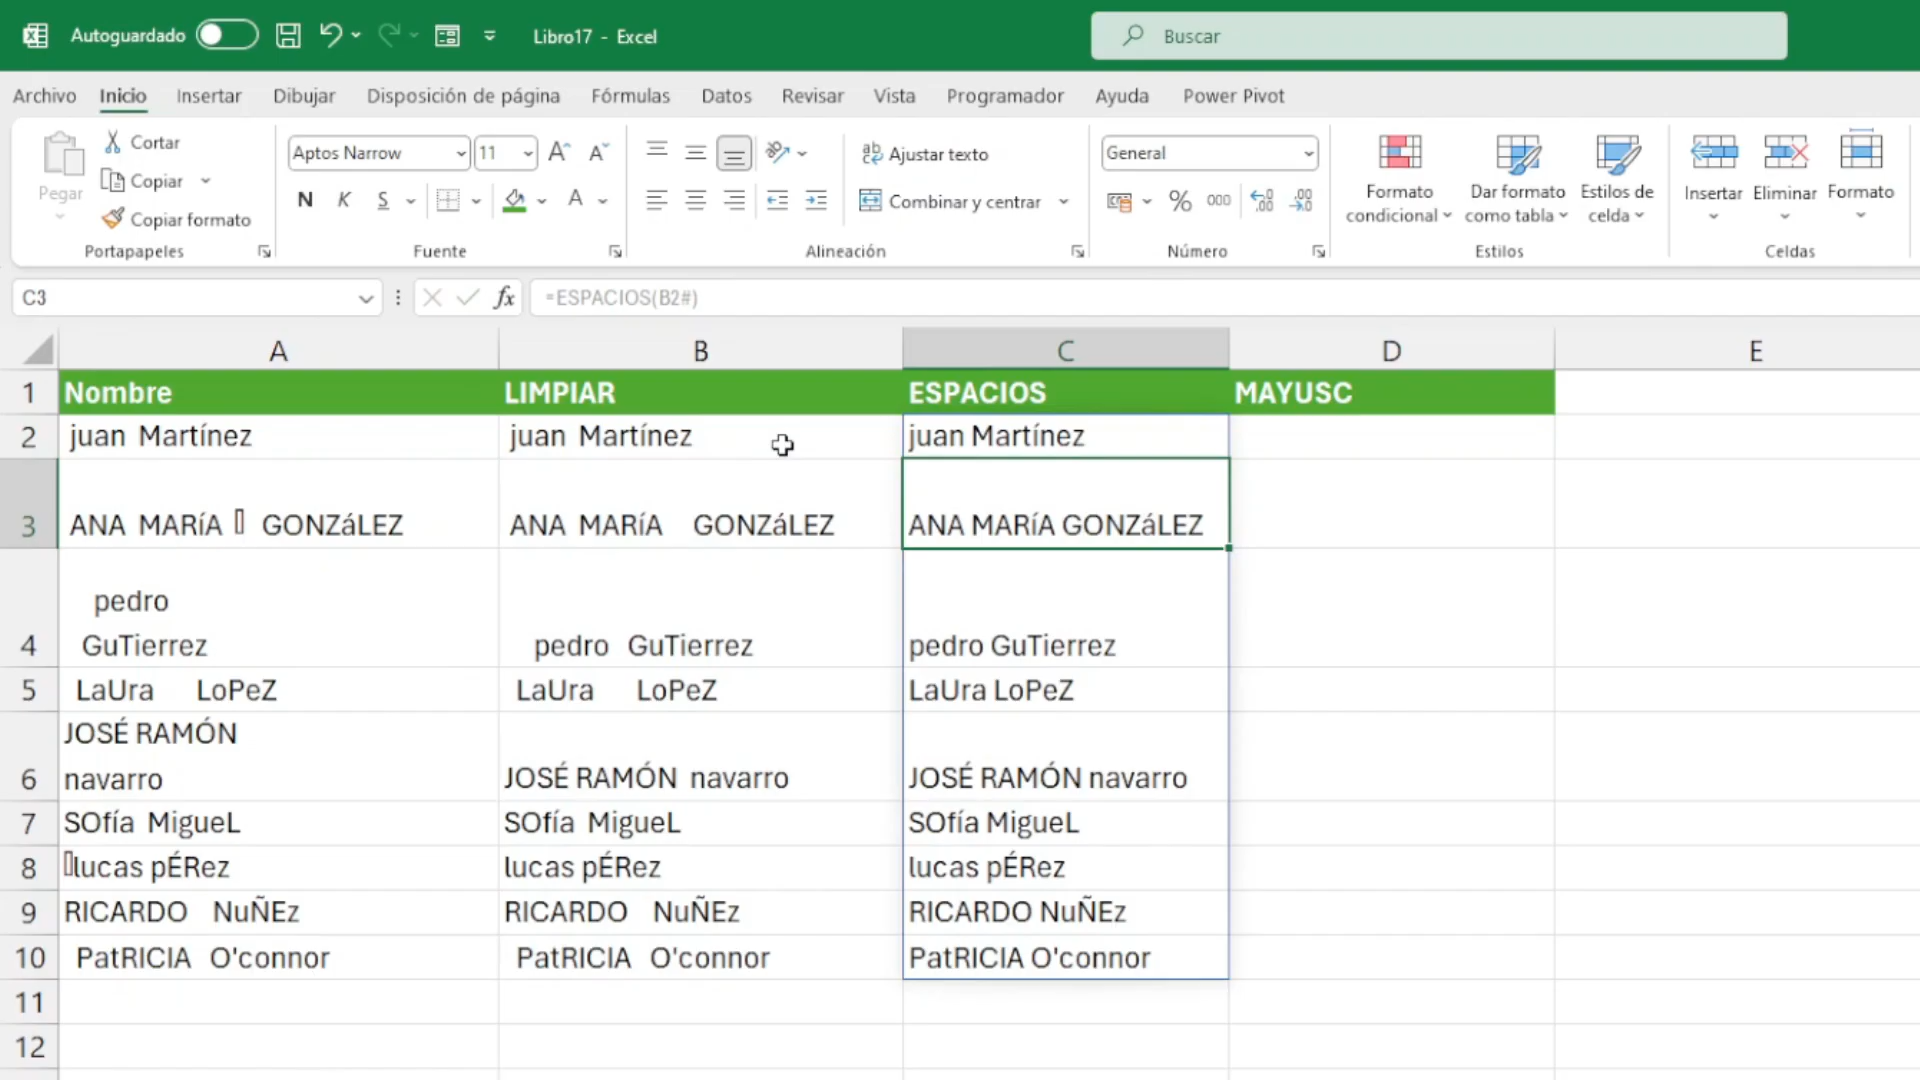 Autoguardado Libro17 - Excel Buscar
Archivo Inicio Insertar Dibujar Disposición de página Fórmulas Datos Revisar Vista Programador Ayuda Power Pivot
Pegar
Cortar
Copiar
Copiar formato
Portapapeles
Aptos Narrow 11
N K S
Fuente
Ajustar texto
Combinar y centrar
Alineación
General
% 000
Número
Formato condicional
Dar formato como tabla
Estilos de celda
Estilos
Insertar Eliminar Formato
Celdas
C3 fx =ESPACIOS(B2#)
A B C D E
1 Nombre LIMPIAR ESPACIOS MAYUSC
2 juan  Martínez juan  Martínez juan Martínez
3 ANA  MARíA    GONZáLEZ ANA  MARíA    GONZáLEZ ANA MARíA GONZáLEZ
pedro
4 GuTierrez pedro   GuTierrez pedro GuTierrez
5 LaUra      LoPeZ LaUra      LoPeZ LaUra LoPeZ
JOSÉ RAMÓN
6 navarro JOSÉ RAMÓN  navarro JOSÉ RAMÓN navarro
7 SOfía  MigueL SOfía  MigueL SOfía MigueL
8 lucas pÉRez lucas pÉRez lucas pÉRez
9 RICARDO    NuÑEz RICARDO    NuÑEz RICARDO NuÑEz
10 PatRICIA   O'connor PatRICIA   O'connor PatRICIA O'connor
11
12